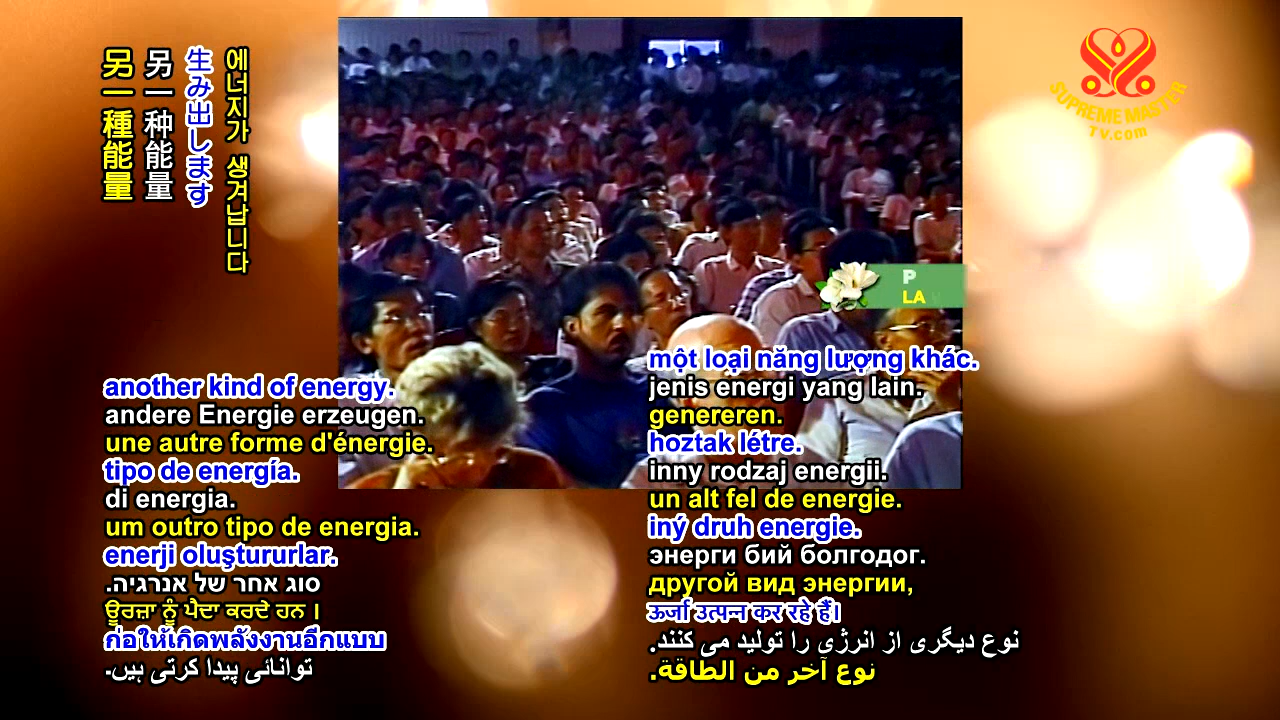 另一種能量
另一种能量
生み出します
에너지가 생겨납니다
SUPREME MASTER
TV.com
P
LA
another kind of energy.
andere Energie erzeugen.
une autre forme d'énergie.
tipo de energía.
di energia.
um outro tipo de energia.
enerji oluştururlar.
סוג אחר של אנרגיה.
ਊਰਜ਼ਾ ਨੂੰ ਪੈਦਾ ਕਰਦੇ ਹਨ ।
ก่อให้เกิดพลังงานอีกแบบ
توانائی پیدا کرتی ہیں۔
một loại năng lượng khác.
jenis energi yang lain.
genereren.
hoztak létre.
inny rodzaj energii.
un alt fel de energie.
iný druh energie.
энерги бий болгодог.
другой вид энергии,
ऊर्जा उत्पन्न कर रहे हैं।
نوع دیگری از انرژی را تولید می کنند.
نوع آخر من الطاقة.